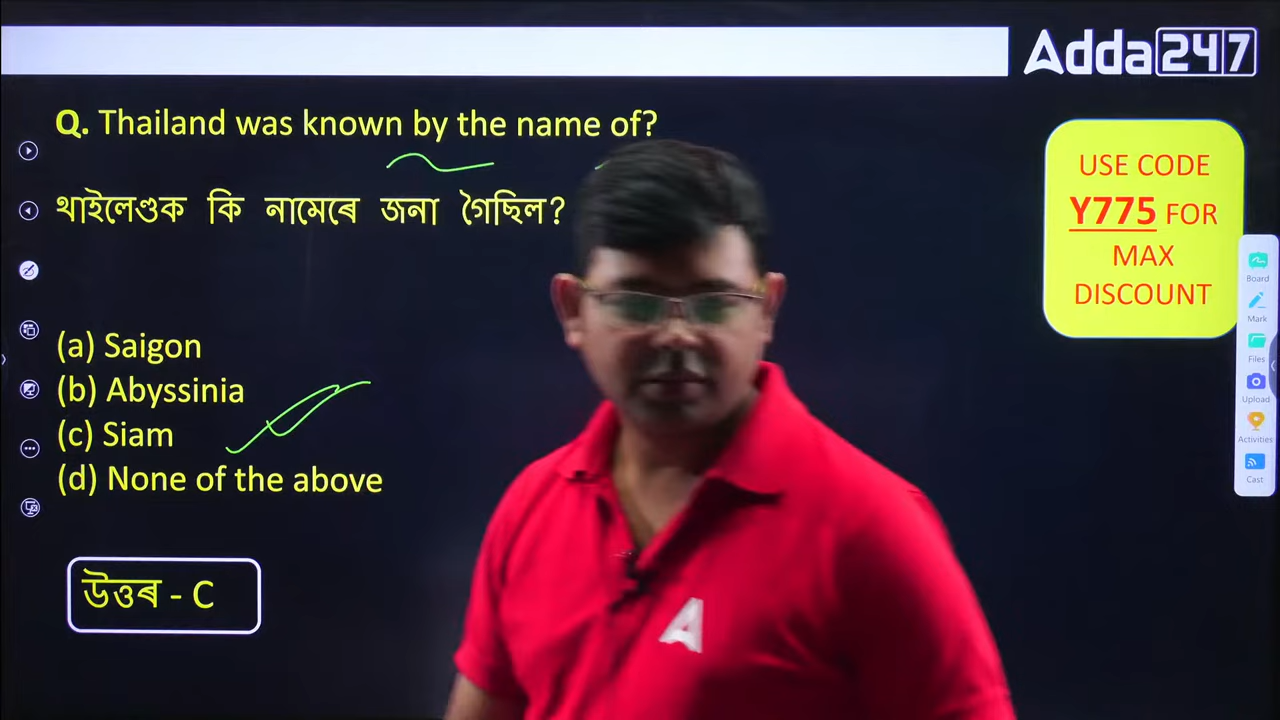 Adda247
Q. Thailand was known by the name of?
থাইলেণ্ডক কি নামেৰে জনা গৈছিল?
(a) Saigon
(b) Abyssinia
(c) Siam
(d) None of the above
উত্তৰ - C
USE CODE
Y775 FOR
MAX
DISCOUNT
Board
Mark
Files
Upload
Activities
Cast